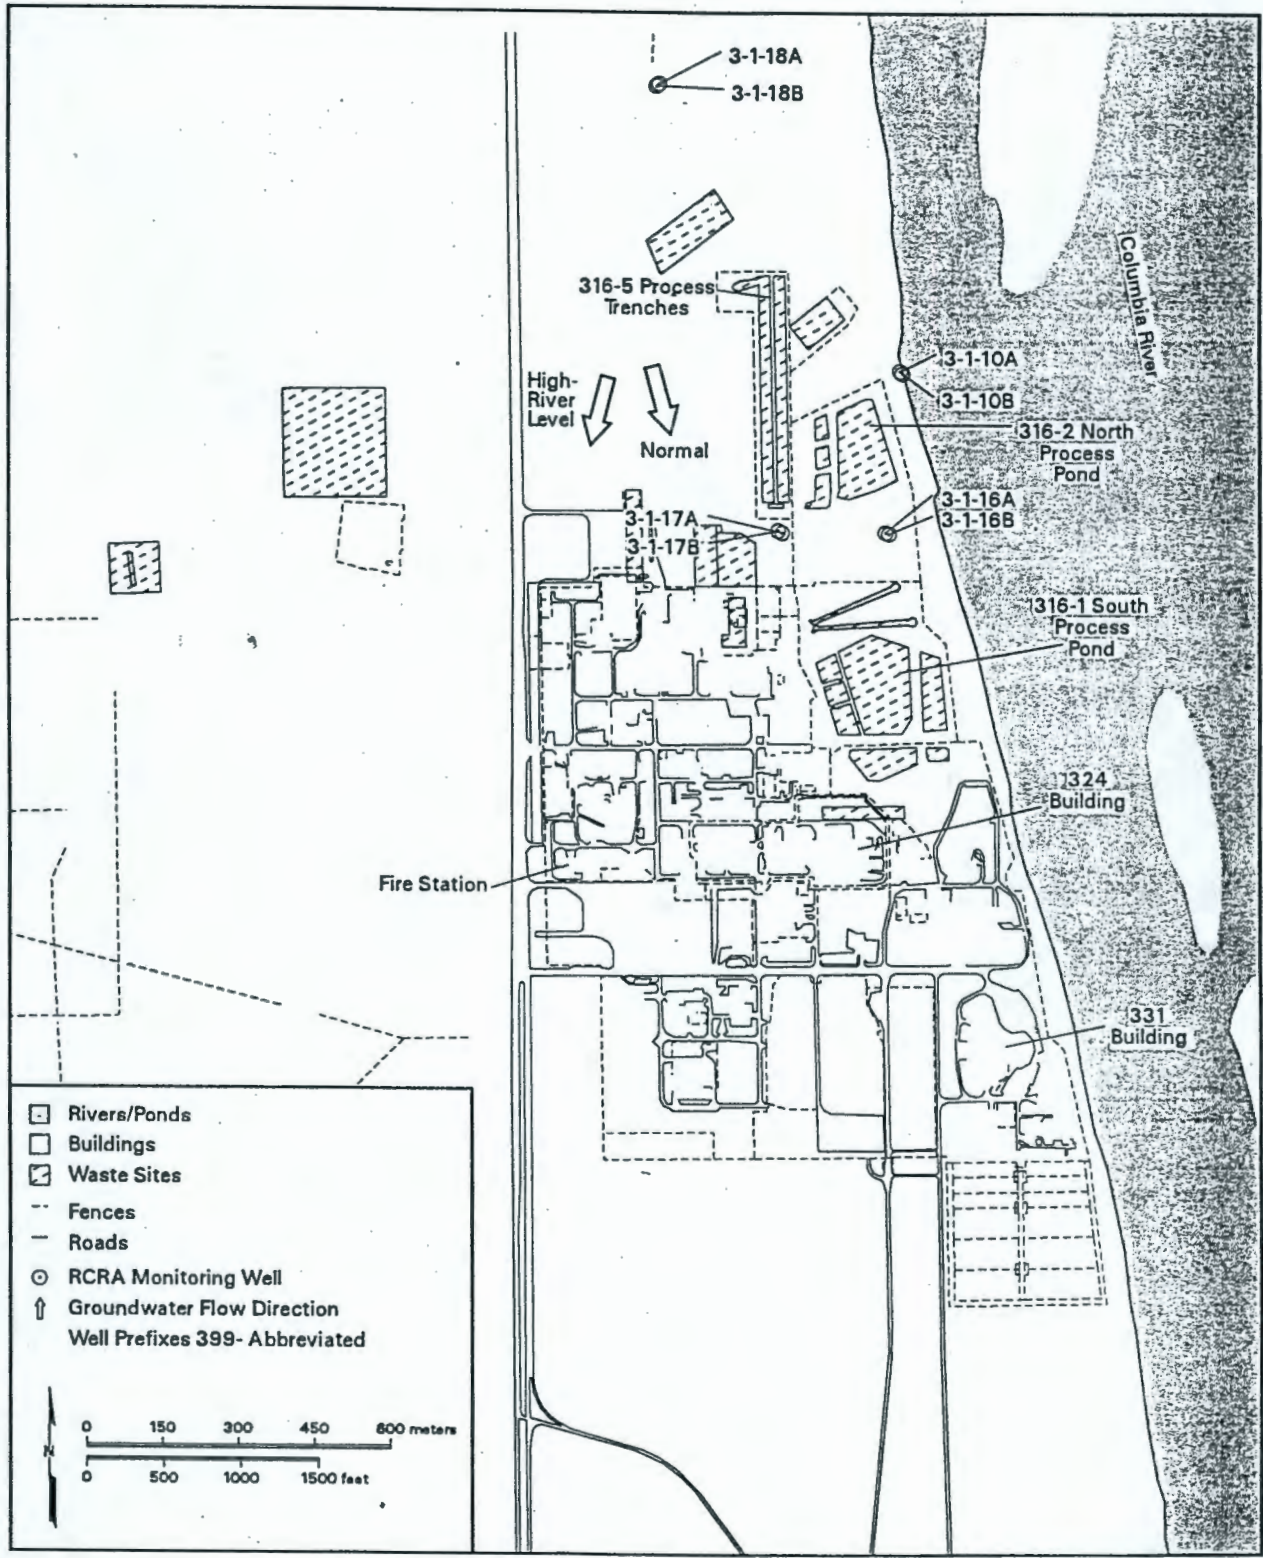 3-1-18A
3-1-18B
316-5 Process
Trenches
Columbia River
3-1-10A
3-1-10B
High-
River
Level
Normal
316-2 North
Process
Pond
3-1-16A
3-1-16B
3-1-17A
3-1-17B
316-1 South
Process
Pond
324
Building
Fire Station
331
Building
Rivers/Ponds
Buildings
Waste Sites
Fences
Roads
RCRA Monitoring Well
Groundwater Flow Direction
Well Prefixes 399- Abbreviated
N
0 150 300 450 600 meters
0 500 1000 1500 feet